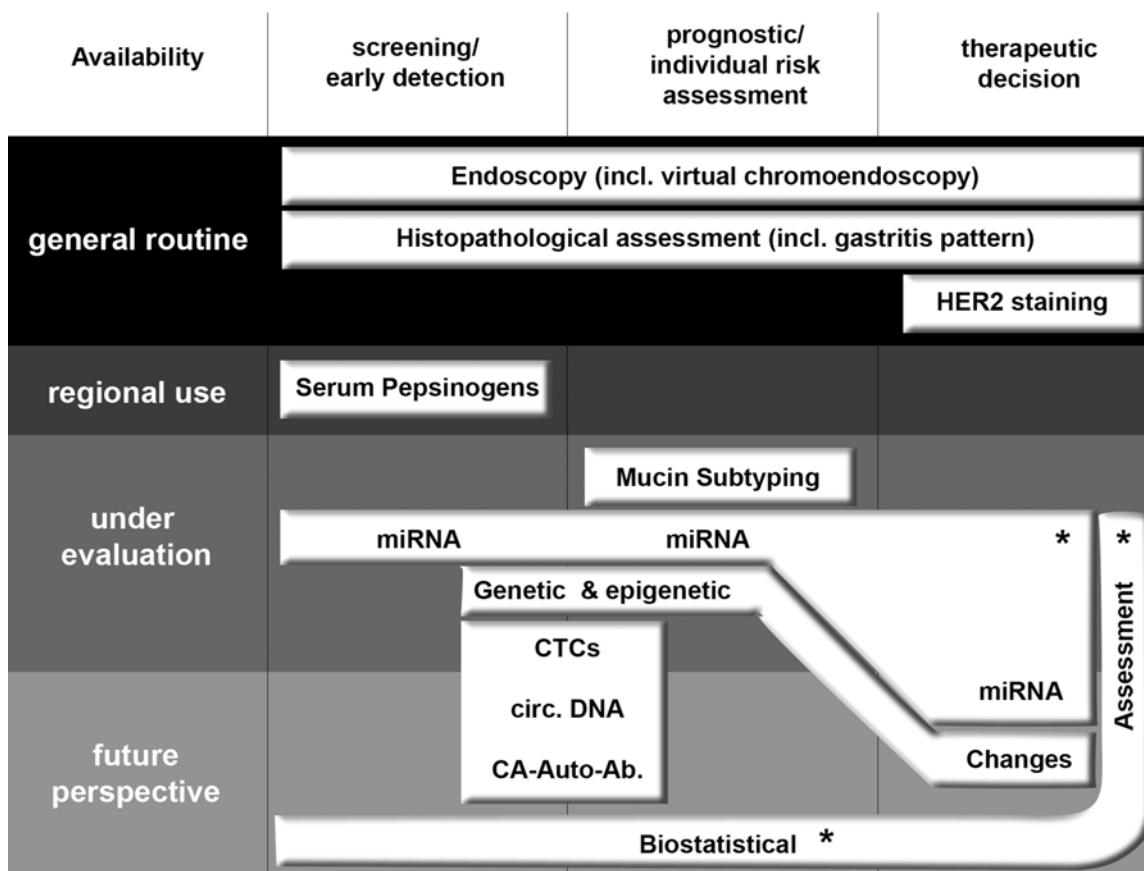 Availability
screening/
early detection
prognostic/
individual risk
assessment
therapeutic
decision
general routine
Endoscopy (incl. virtual chromoendoscopy)
Histopathological assessment (incl. gastritis pattern)
HER2 staining
regional use
Serum Pepsinogens
under
evaluation
Mucin Subtyping
miRNA miRNA * *
Genetic & epigenetic
CTCs
miRNA
Assessment
circ. DNA
future
perspective
Changes
CA-Auto-Ab.
Biostatistical *